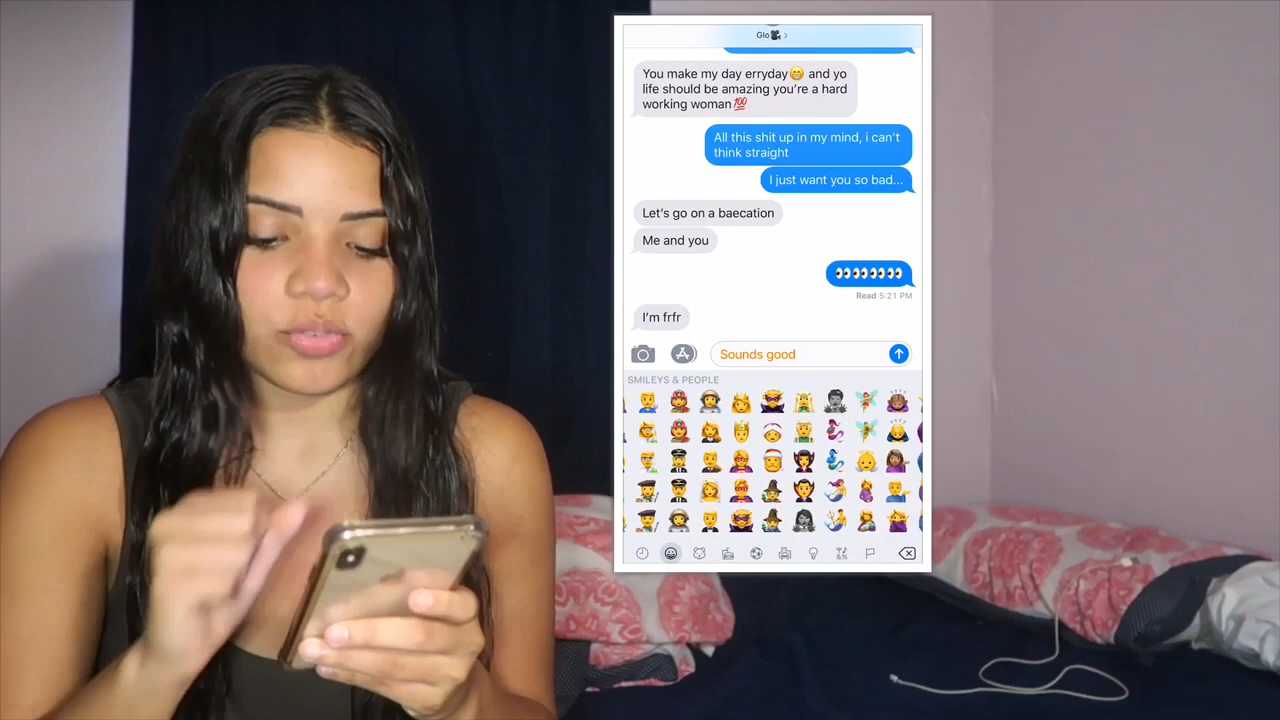 Glo🎥 >
You make my day erryday😁 and yo
life should be amazing you're a hard
working woman💯
All this shit up in my mind, i can't
think straight
I just want you so bad...
Let's go on a baecation
Me and you
👀👀👀👀👀👀👀👀
Read 5:21 PM
I'm frfr
Sounds good
SMILEYS & PEOPLE